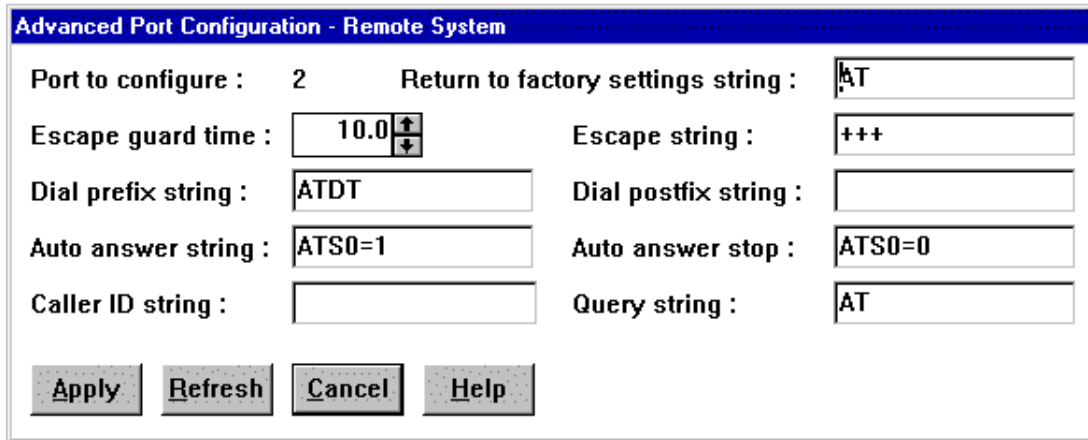 Advanced Port Configuration - Remote System
Port to configure : 2 Return to factory settings string : AT
Escape guard time : 10.0 Escape string : +++
Dial prefix string : ATDT Dial postfix string :
Auto answer string : ATS0=1 Auto answer stop : ATS0=0
Caller ID string : Query string : AT
Apply Refresh Cancel Help